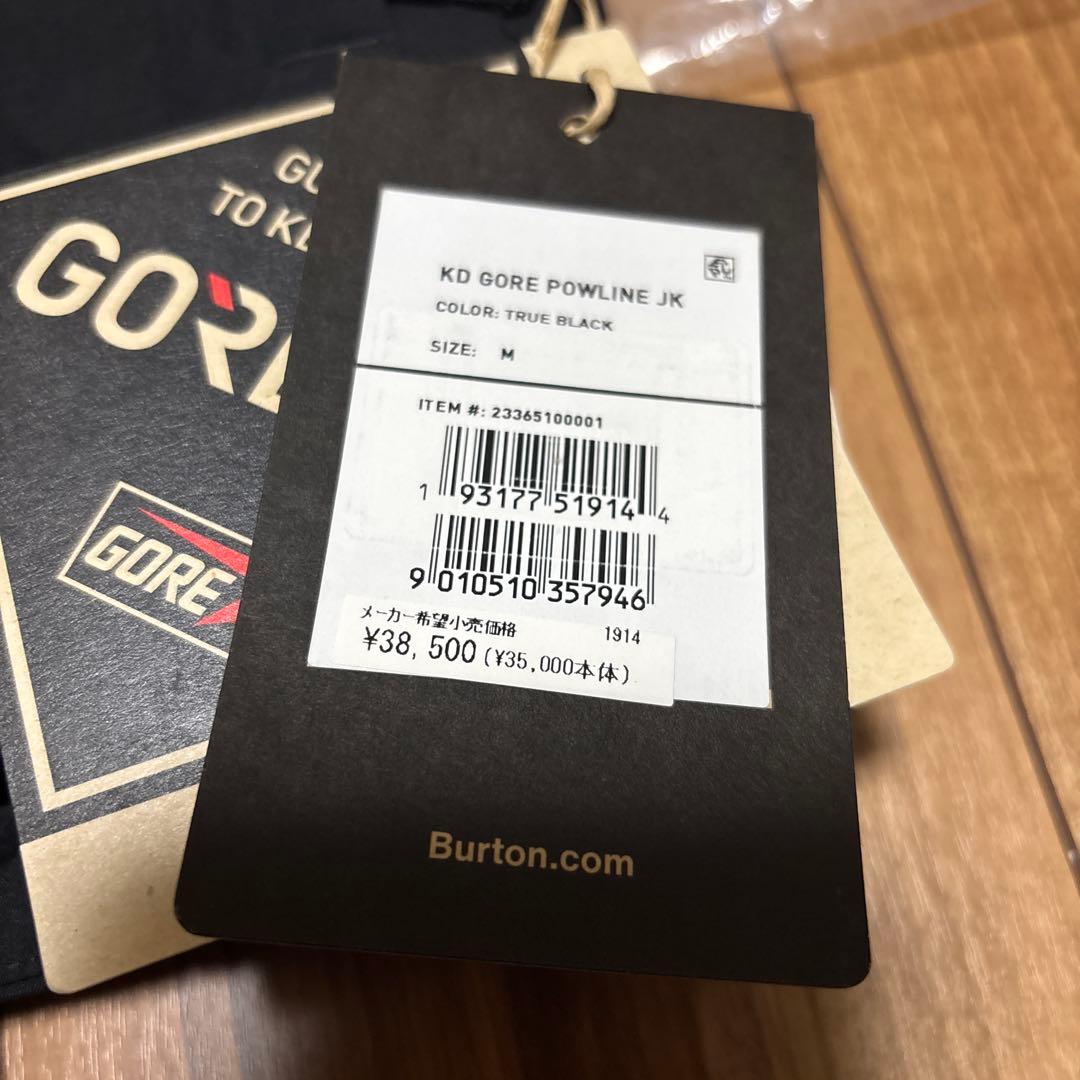 TO
GORE
KD GORE POWLINE JK
COLOR: TRUE BLACK
SIZE: M
ITEM #: 23365100001
1 93177 51914 4
9 010510 357946
メーカー希望小売価格 1914
¥38,500 (¥35,000本体)
Burton.com